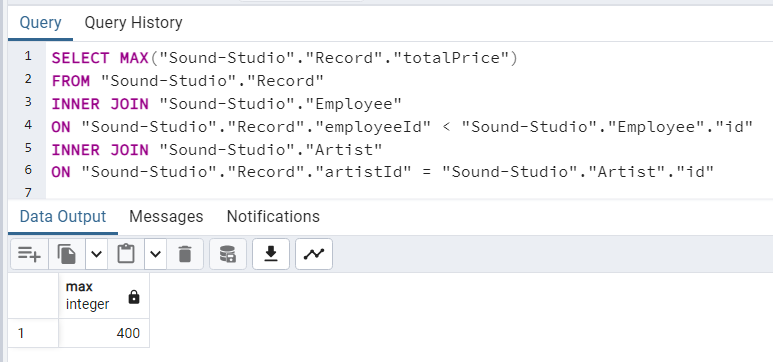 Query Query History
1 SELECT MAX("Sound-Studio"."Record"."totalPrice")
2 FROM "Sound-Studio"."Record"
3 INNER JOIN "Sound-Studio"."Employee"
4 ON "Sound-Studio"."Record"."employeeId" < "Sound-Studio"."Employee"."id"
5 INNER JOIN "Sound-Studio"."Artist"
6 ON "Sound-Studio"."Record"."artistId" = "Sound-Studio"."Artist"."id"
7
Data Output Messages Notifications
max
integer
1 400